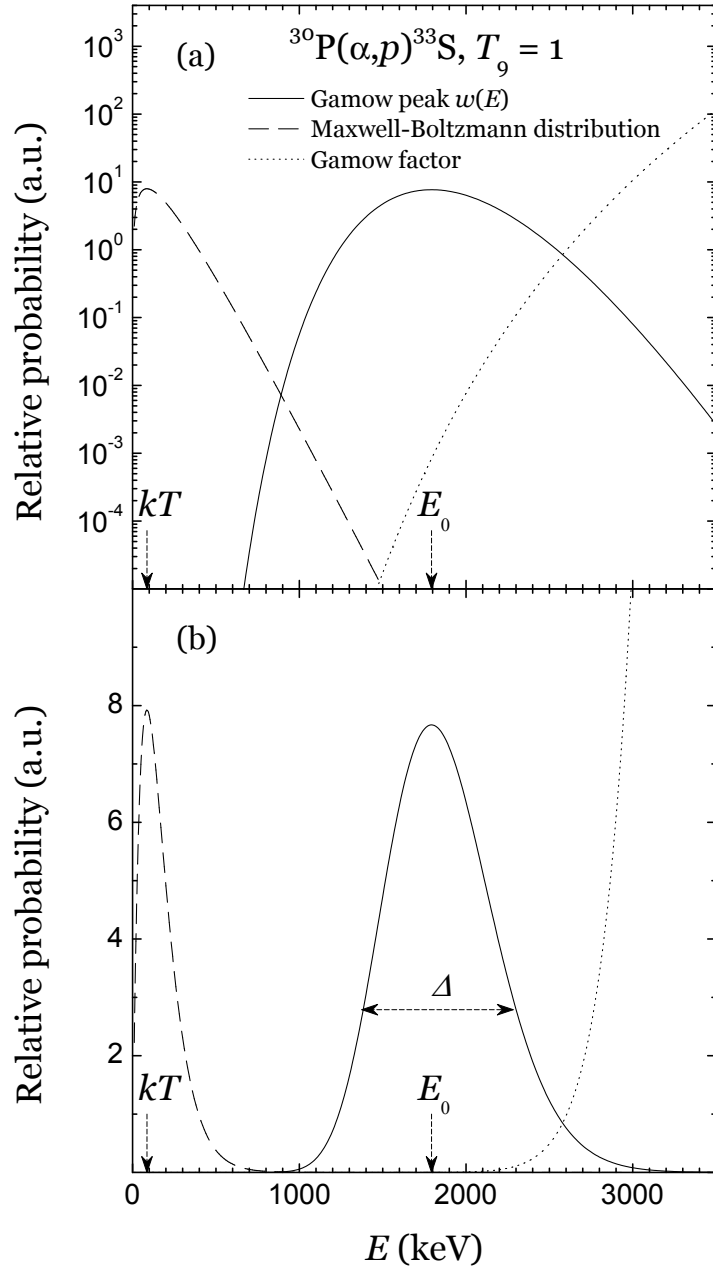 (a)
³⁰P(α,p)³³S, T₉ = 1
Gamow peak w(E)
Maxwell-Boltzmann distribution
Gamow factor
Relative probability (a.u.)
10³
10²
10¹
10⁰
10⁻¹
10⁻²
10⁻³
10⁻⁴
kT
E₀
(b)
Relative probability (a.u.)
8
6
4
2
Δ
kT
E₀
0 1000 2000 3000
E (keV)